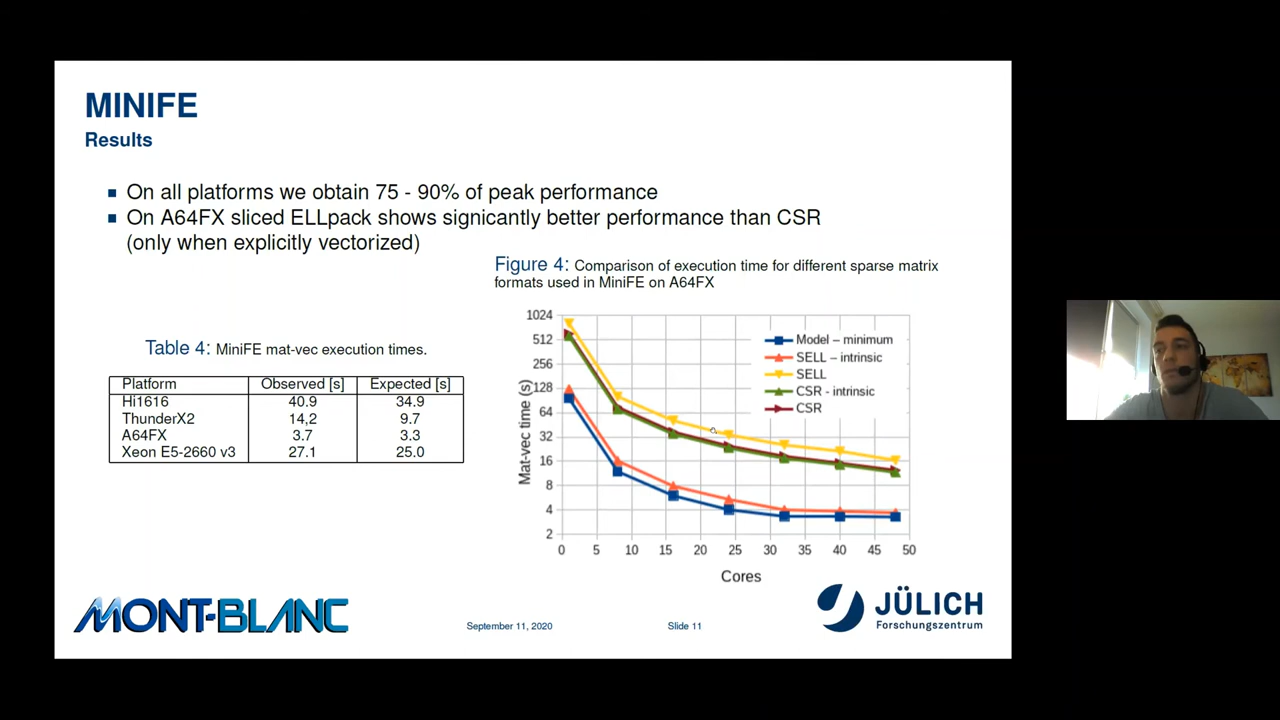 MINIFE
Results
On all platforms we obtain 75 - 90% of peak performance
On A64FX sliced ELLpack shows signicantly better performance than CSR
(only when explicitly vectorized)
Figure 4: Comparison of execution time for different sparse matrix
formats used in MiniFE on A64FX
Table 4: MiniFE mat-vec execution times.
Platform Observed [s] Expected [s]
Hi1616 40.9 34.9
ThunderX2 14,2 9.7
A64FX 3.7 3.3
Xeon E5-2660 v3 27.1 25.0
Mat-vec time (s)
1024
512
256
128
64
32
16
8
4
2
Model – minimum
SELL – intrinsic
SELL
CSR - intrinsic
CSR
0 5 10 15 20 25 30 35 40 45 50
Cores
MONT-BLANC
September 11, 2020
Slide 11
JÜLICH
Forschungszentrum